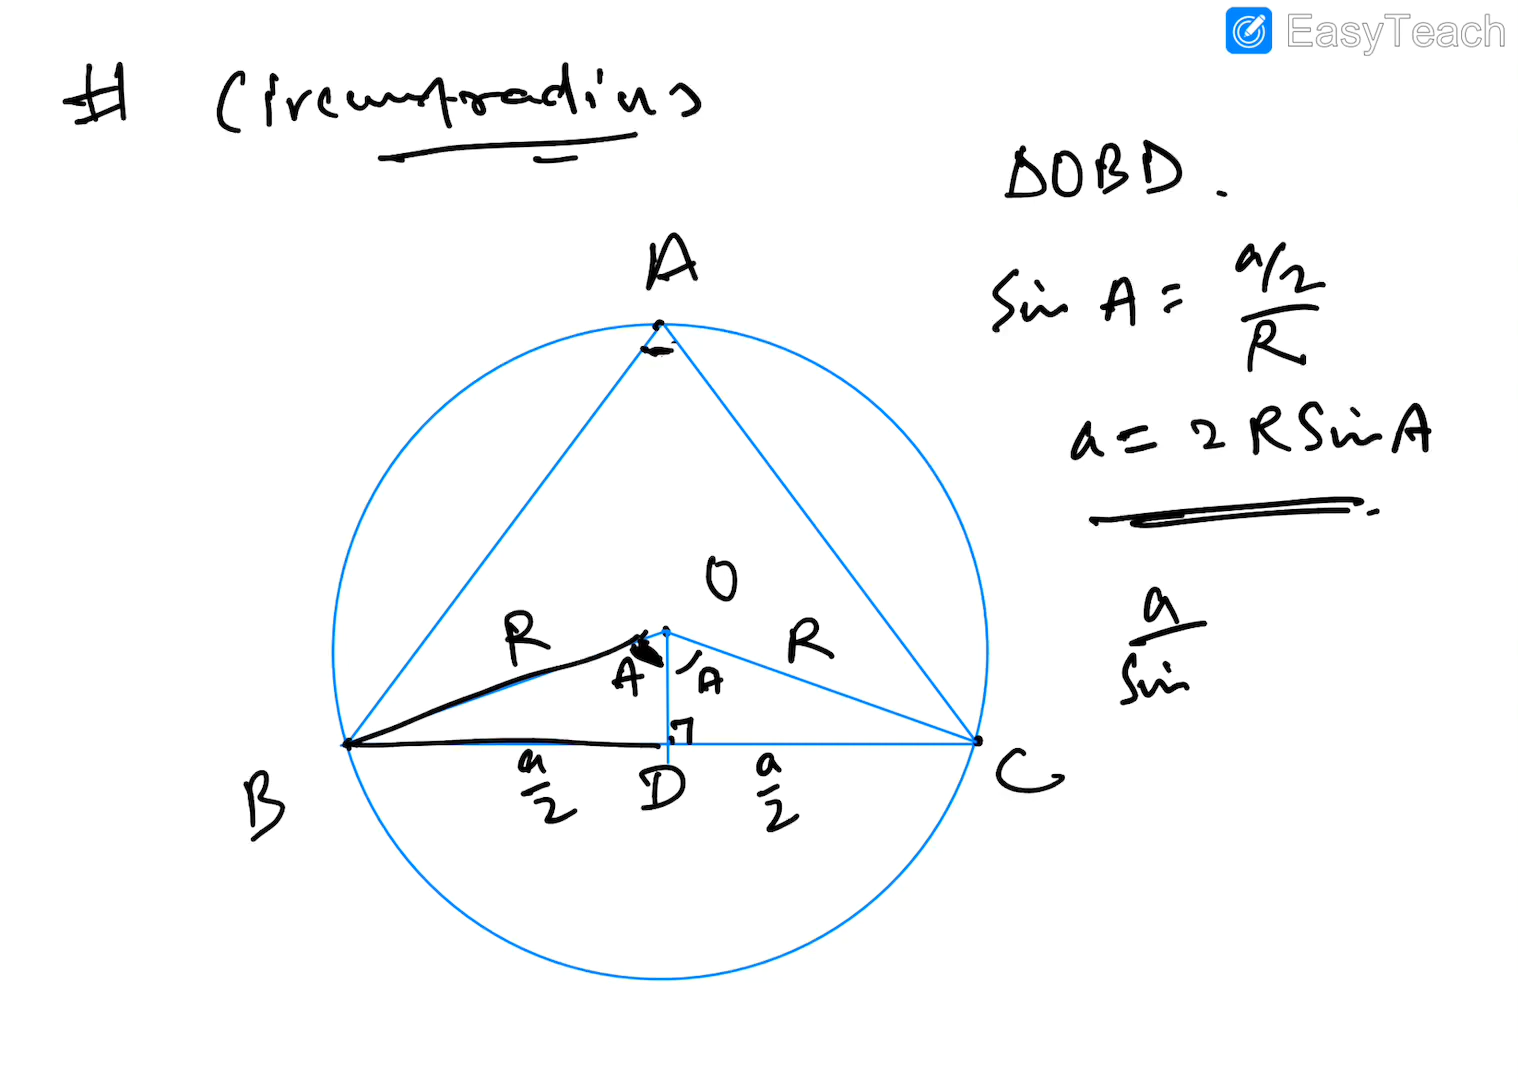 EasyTeach
# Circumradius
ΔOBD.
Sin A = a/2 / R
a = 2 R Sin A
a / Sin
A
O
R
R
A
A
B
a/2
D
a/2
C